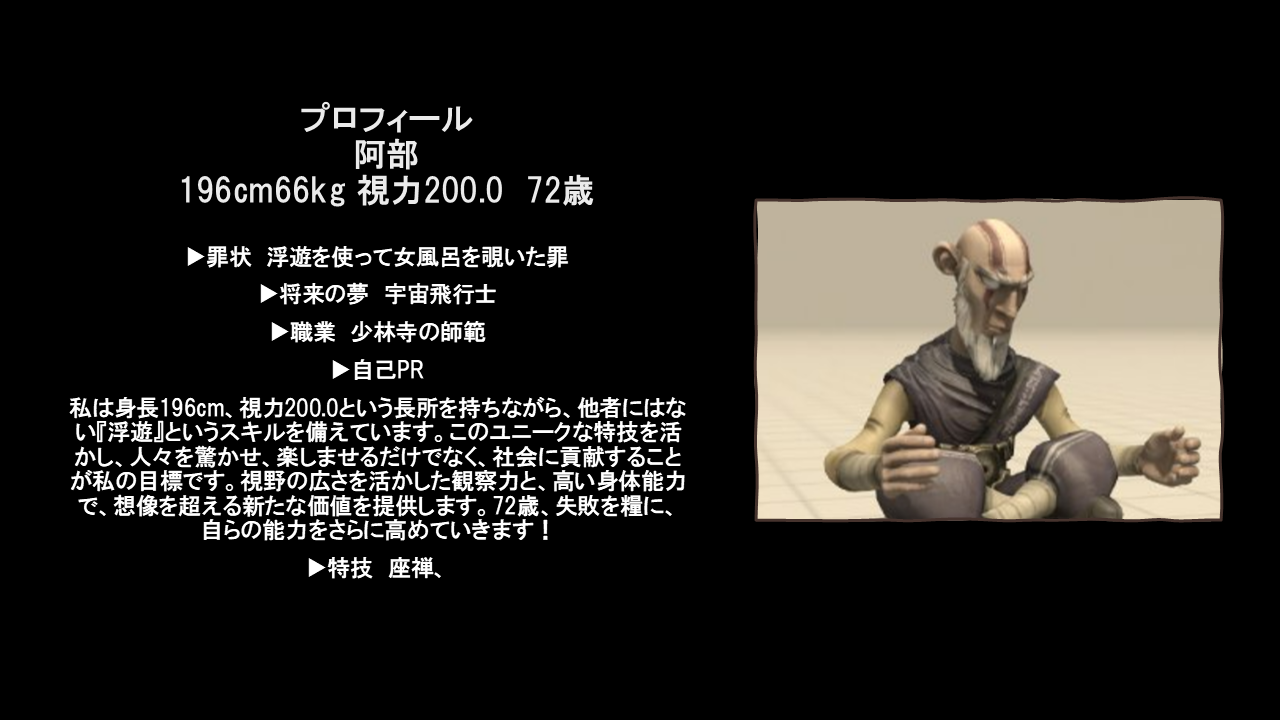 プロフィール
阿部
196cm66kg 視力200.0　72歳
▶罪状　浮遊を使って女風呂を覗いた罪
▶将来の夢　宇宙飛行士
▶職業　少林寺の師範
▶自己PR
私は身長196cm、視力200.0という長所を持ちながら、他者にはな
い『浮遊』というスキルを備えています。このユニークな特技を活
かし、人々を驚かせ、楽しませるだけでなく、社会に貢献すること
が私の目標です。視野の広さを活かした観察力と、高い身体能力
で、想像を超える新たな価値を提供します。72歳、失敗を糧に、
自らの能力をさらに高めていきます！
▶特技　座禅、